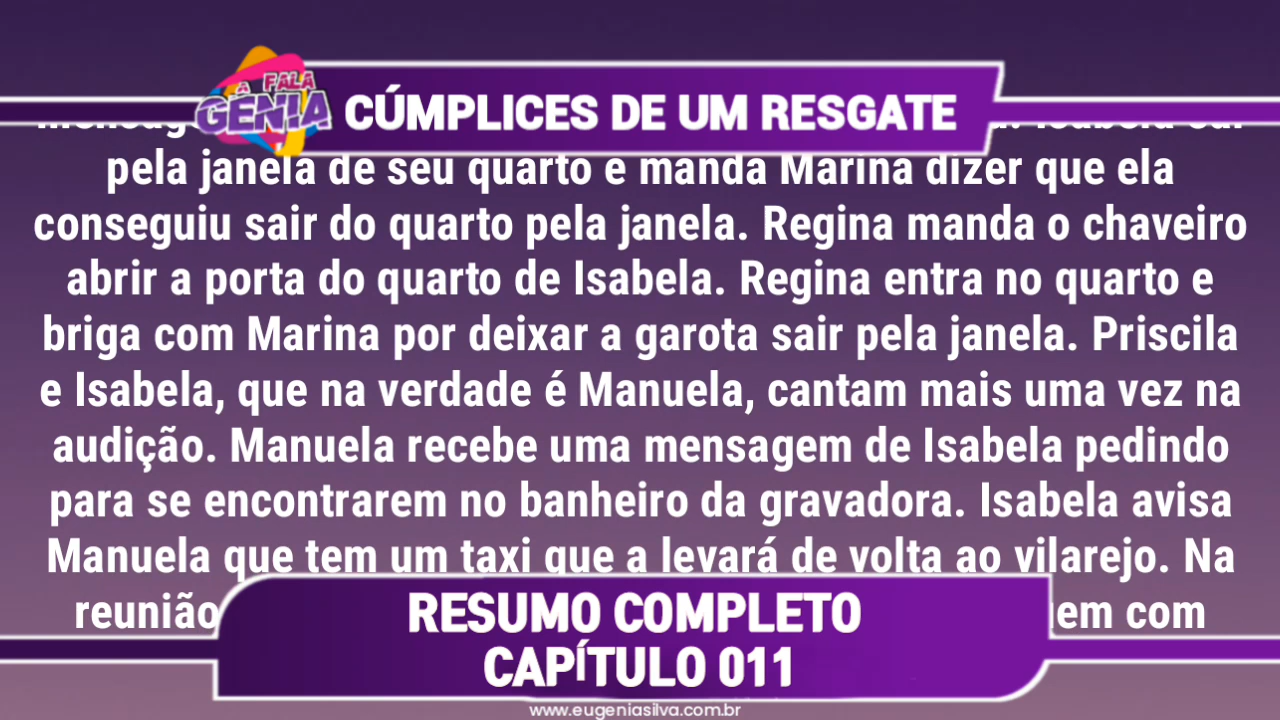 FALA
GÊNIA
CÚMPLICES DE UM RESGATE
pela janela de seu quarto e manda Marina dizer que ela
conseguiu sair do quarto pela janela. Regina manda o chaveiro
abrir a porta do quarto de Isabela. Regina entra no quarto e
briga com Marina por deixar a garota sair pela janela. Priscila
e Isabela, que na verdade é Manuela, cantam mais uma vez na
audição. Manuela recebe uma mensagem de Isabela pedindo
para se encontrarem no banheiro da gravadora. Isabela avisa
Manuela que tem um taxi que a levará de volta ao vilarejo. Na
reunião com
RESUMO COMPLETO
CAPÍTULO 011
www.eugeniasilva.com.br